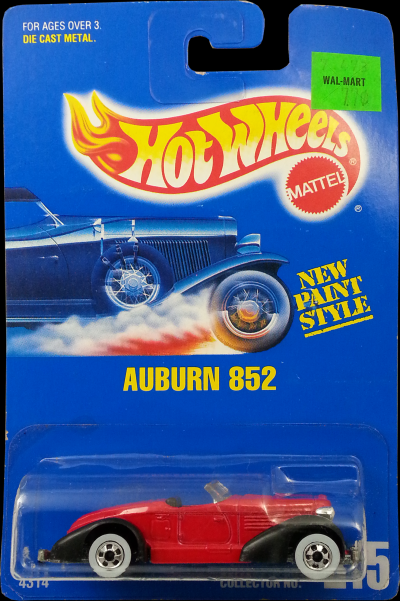 FOR AGES OVER 3.
DIE CAST METAL.
WAL-MART
HOT WHEELS ®
MATTEL
®
NEW
PAINT
STYLE
AUBURN 852
4314
COLLECTOR NO.